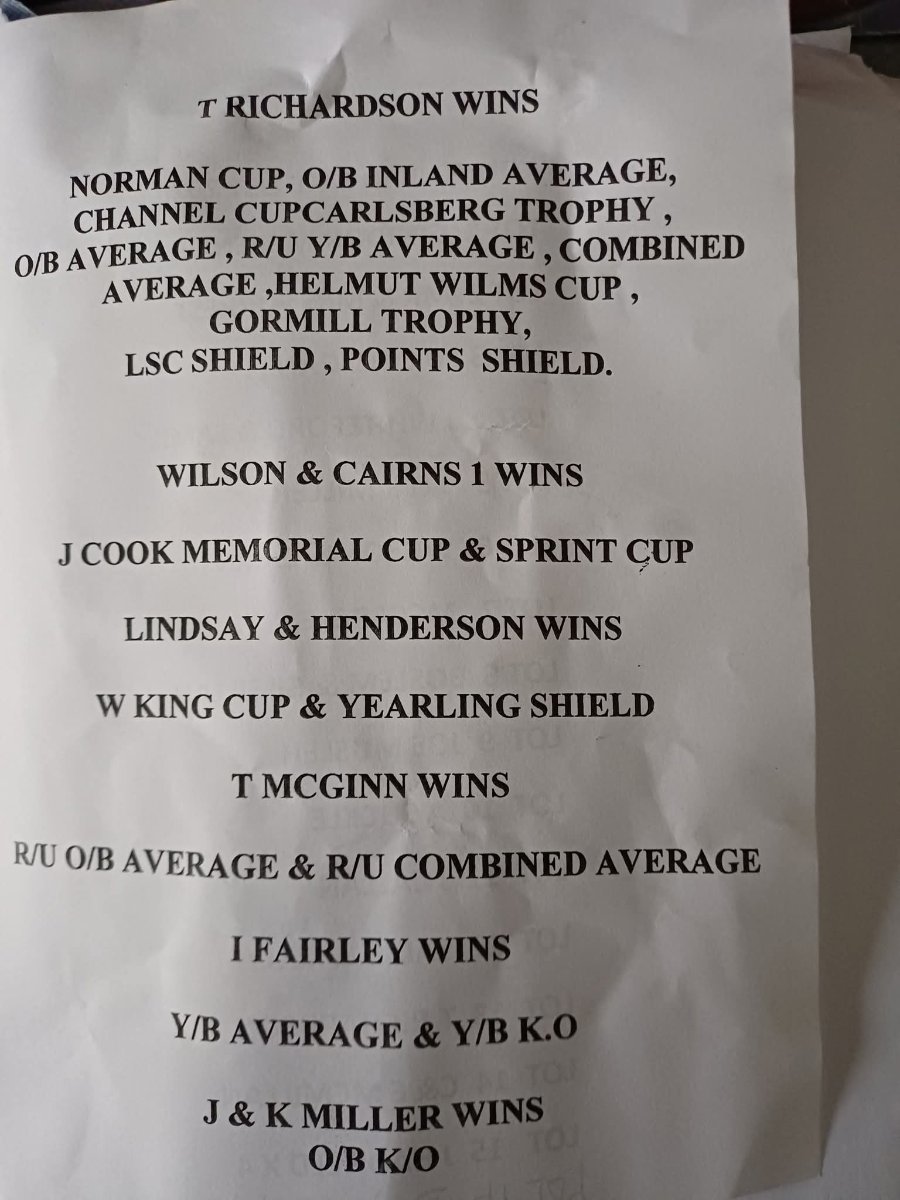 T RICHARDSON WINS
NORMAN CUP, O/B INLAND AVERAGE,
CHANNEL CUPCARLSBERG TROPHY ,
O/B AVERAGE , R/U Y/B AVERAGE , COMBINED
AVERAGE ,HELMUT WILMS CUP ,
GORMILL TROPHY,
LSC SHIELD , POINTS SHIELD.
WILSON & CAIRNS 1 WINS
J COOK MEMORIAL CUP & SPRINT CUP
LINDSAY & HENDERSON WINS
W KING CUP & YEARLING SHIELD
T MCGINN WINS
R/U O/B AVERAGE & R/U COMBINED AVERAGE
I FAIRLEY WINS
Y/B AVERAGE & Y/B K.O
J & K MILLER WINS
O/B K/O